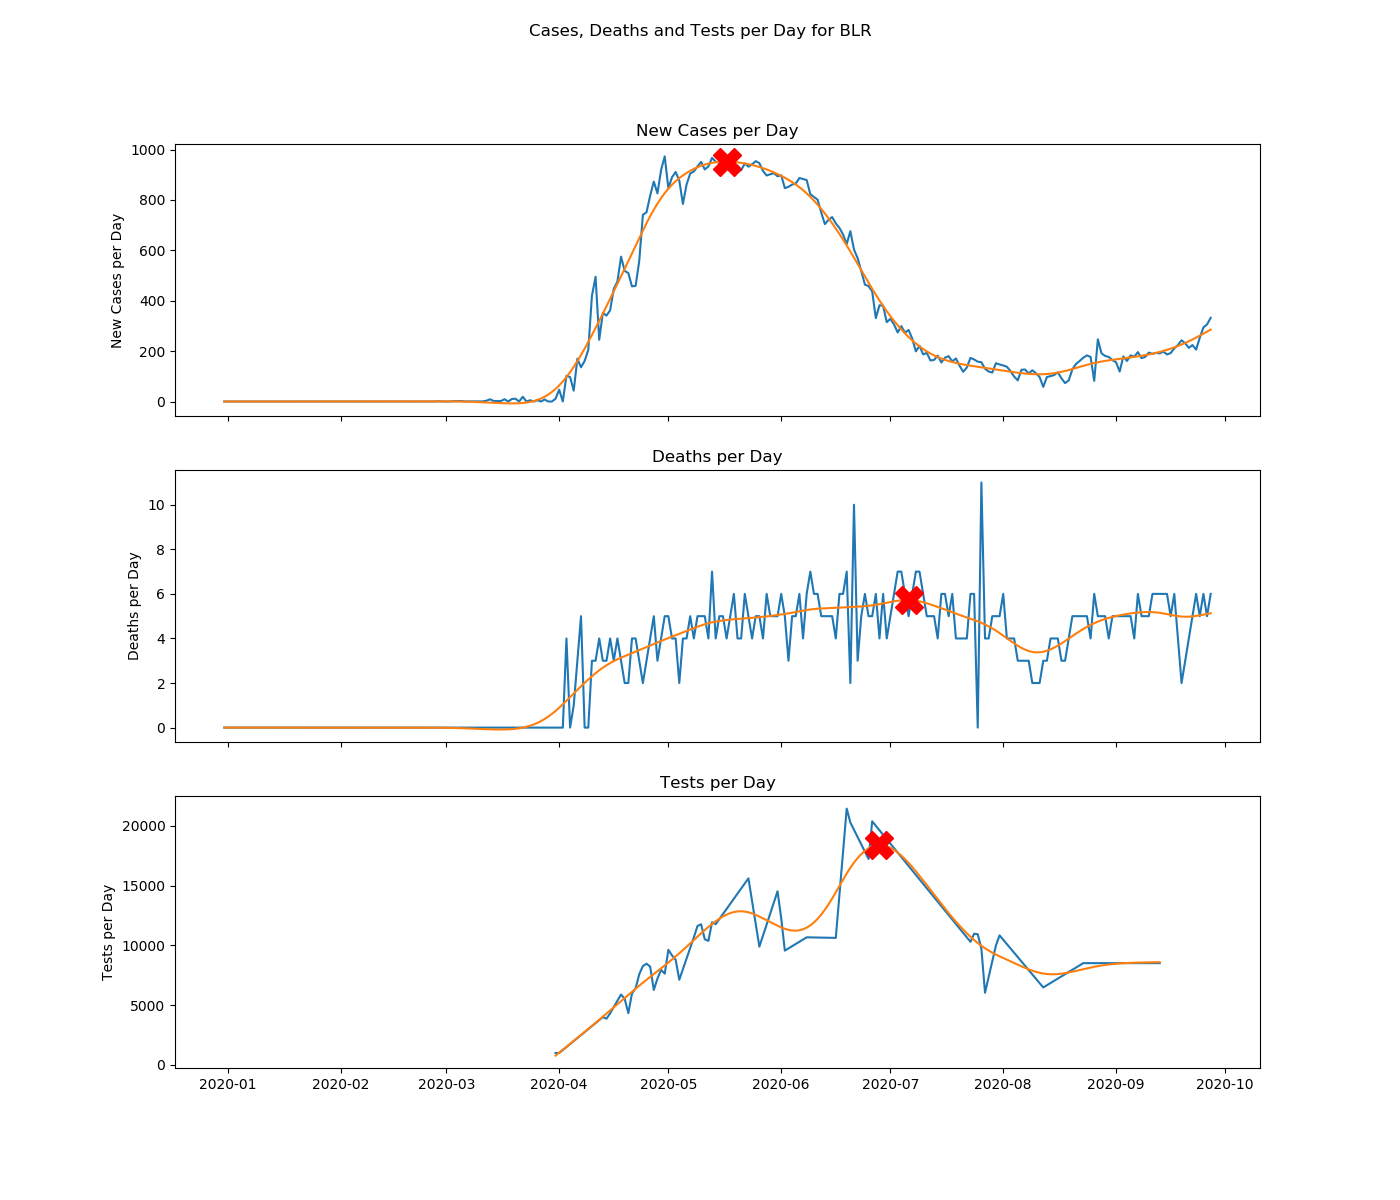 Cases, Deaths and Tests per Day for BLR
New Cases per Day
1000
800
600
400
200
0
New Cases per Day
Deaths per Day
10
8
6
4
2
0
Deaths per Day
Tests per Day
20000
15000
10000
5000
0
Tests per Day
2020-01 2020-02 2020-03 2020-04 2020-05 2020-06 2020-07 2020-08 2020-09 2020-10